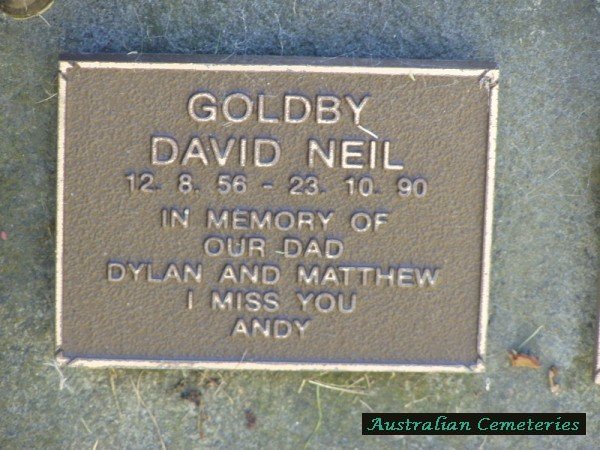 GOLDBY
DAVID NEIL
12. 8. 56 - 23. 10. 90
IN MEMORY OF
OUR DAD
DYLAN AND MATTHEW
I MISS YOU
ANDY
Australian Cemeteries